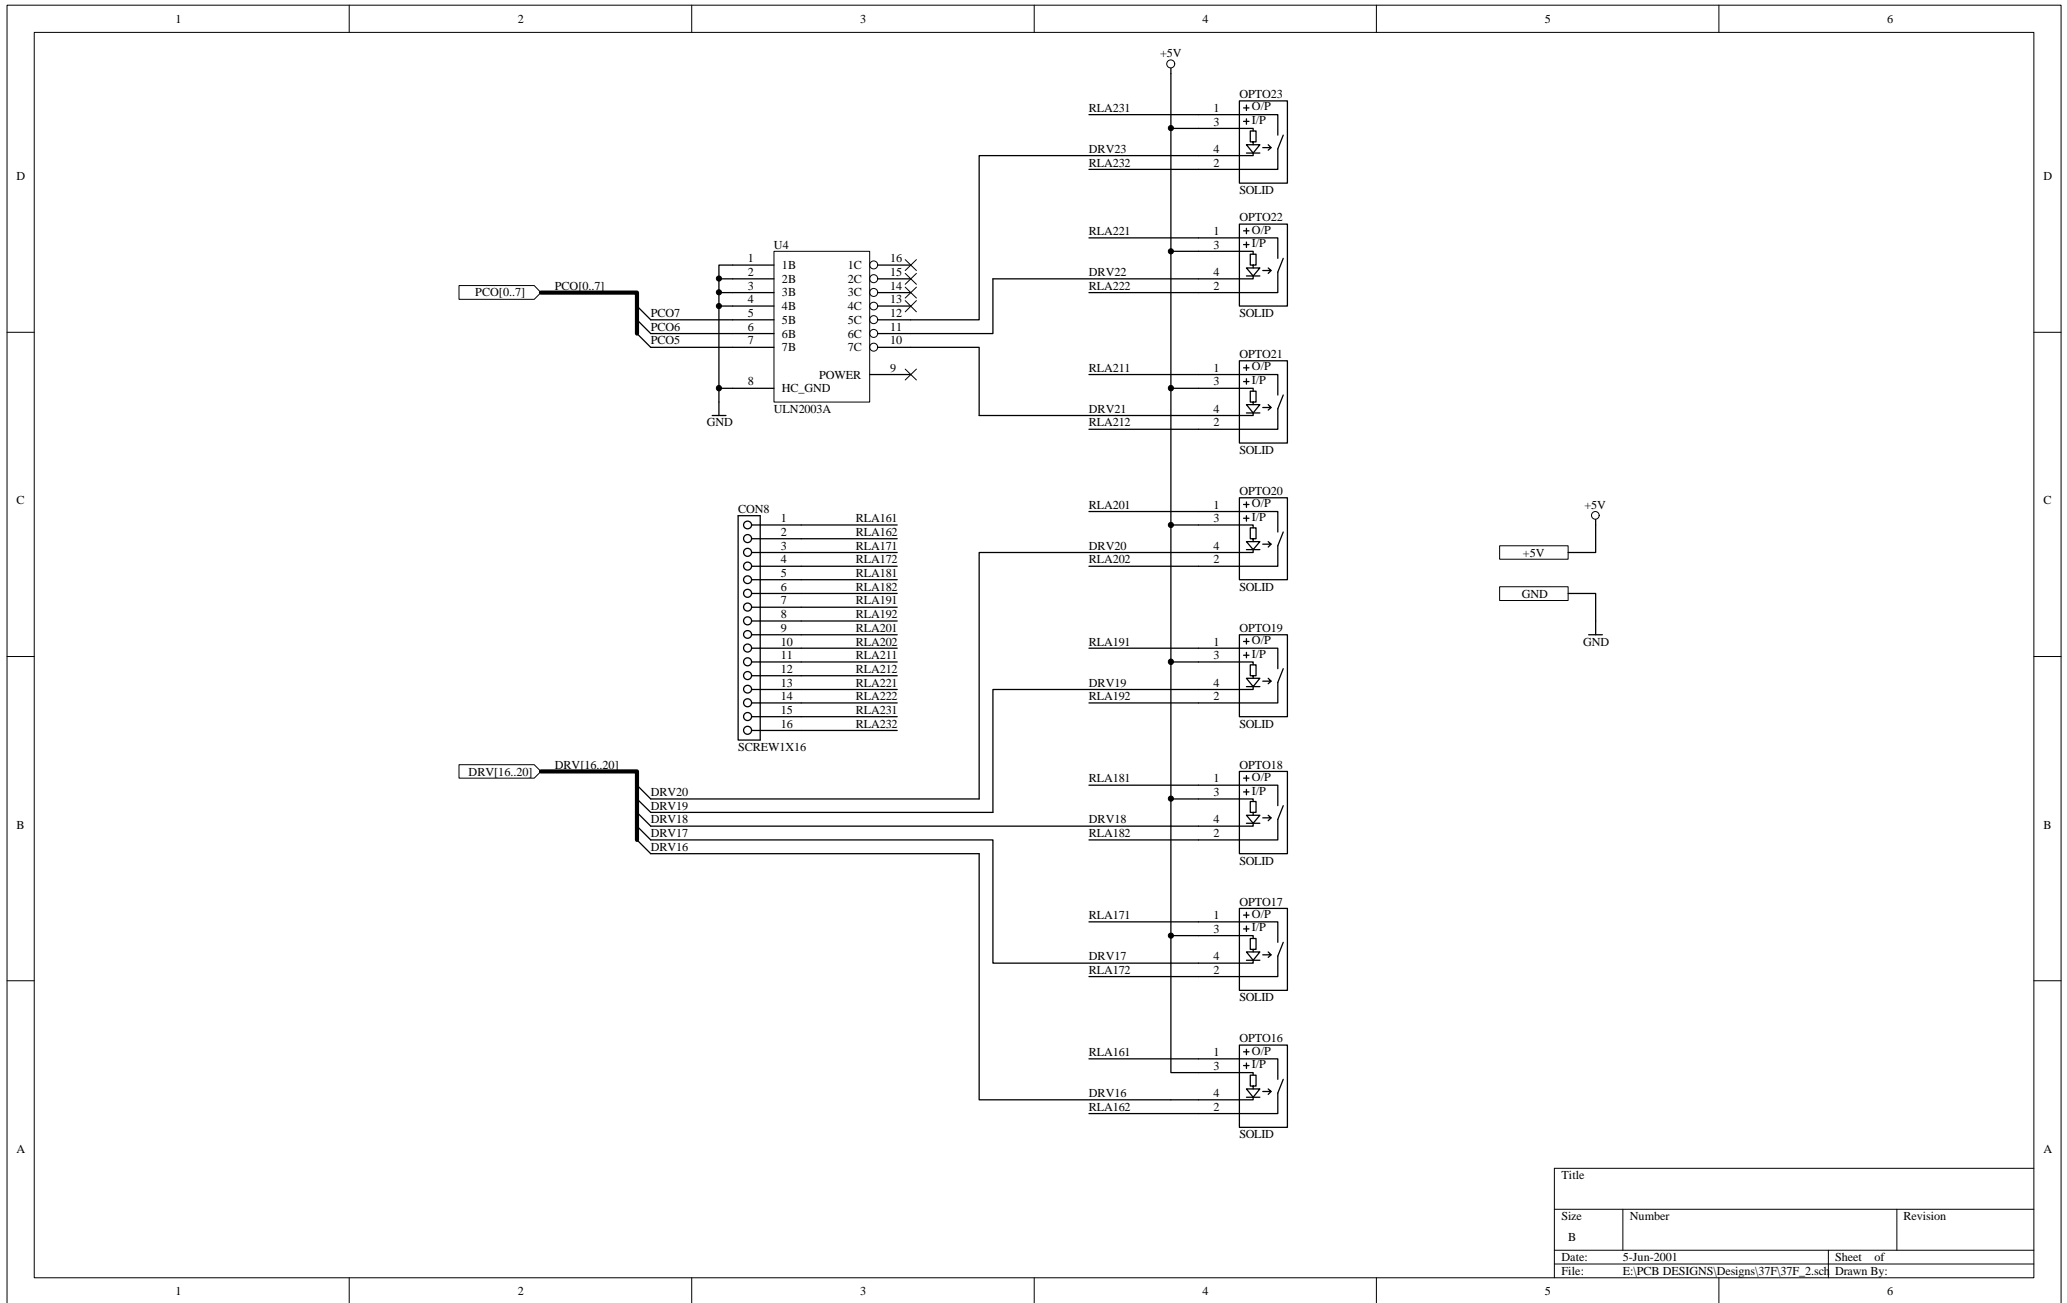 1 2 3 4 5 6
+5V
OPTO23
RLA231 1 +O/P
3 +I/P
DRV23 4
RLA232 2
SOLID
D D
OPTO22
RLA221 1 +O/P
3 +I/P
DRV22 4
RLA222 2
SOLID
U4
1 1B 1C 16
2 2B 2C 15
3 3B 3C 14
4 4B 4C 13
PCO[0..7] PCO[0..7]
PCO7 5 5B 5C 12
PCO6 6 6B 6C 11
PCO5 7 7B 7C 10
POWER 9
8 HC_GND
ULN2003A
GND
OPTO21
RLA211 1 +O/P
3 +I/P
DRV21 4
RLA212 2
SOLID
C C
CON8
1 RLA161
2 RLA162
3 RLA171
4 RLA172
5 RLA181
6 RLA182
7 RLA191
8 RLA192
9 RLA201
10 RLA202
11 RLA211
12 RLA212
13 RLA221
14 RLA222
15 RLA231
16 RLA232
SCREW1X16
OPTO20
RLA201 1 +O/P
3 +I/P
DRV20 4
RLA202 2
SOLID
+5V
+5V
GND
GND
OPTO19
RLA191 1 +O/P
3 +I/P
DRV19 4
RLA192 2
SOLID
DRV[16..20] DRV[16..20]
DRV20
DRV19
DRV18
DRV17
DRV16
OPTO18
RLA181 1 +O/P
3 +I/P
DRV18 4
RLA182 2
SOLID
B B
OPTO17
RLA171 1 +O/P
3 +I/P
DRV17 4
RLA172 2
SOLID
OPTO16
RLA161 1 +O/P
3 +I/P
DRV16 4
RLA162 2
SOLID
A A
Title
Size Number Revision
B
Date: 5-Jun-2001 Sheet of
File: E:\PCB DESIGNS\Designs\37F\37F_2.sch Drawn By:
1 2 3 4 5 6